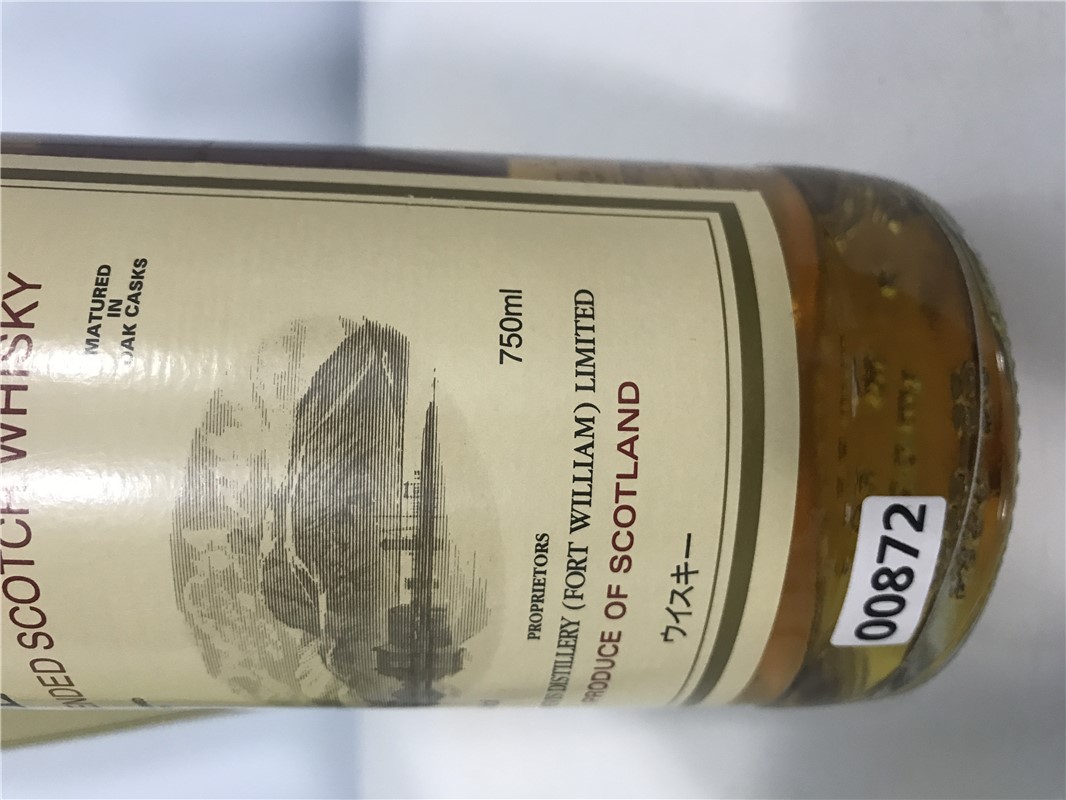 SCOTCH WHISKY
MATURED
IN
OAK CASKS
750ml
PROPRIETORS
DISTILLERY (FORT WILLIAM) LIMITED
PRODUCE OF SCOTLAND
ウイスキー
00872